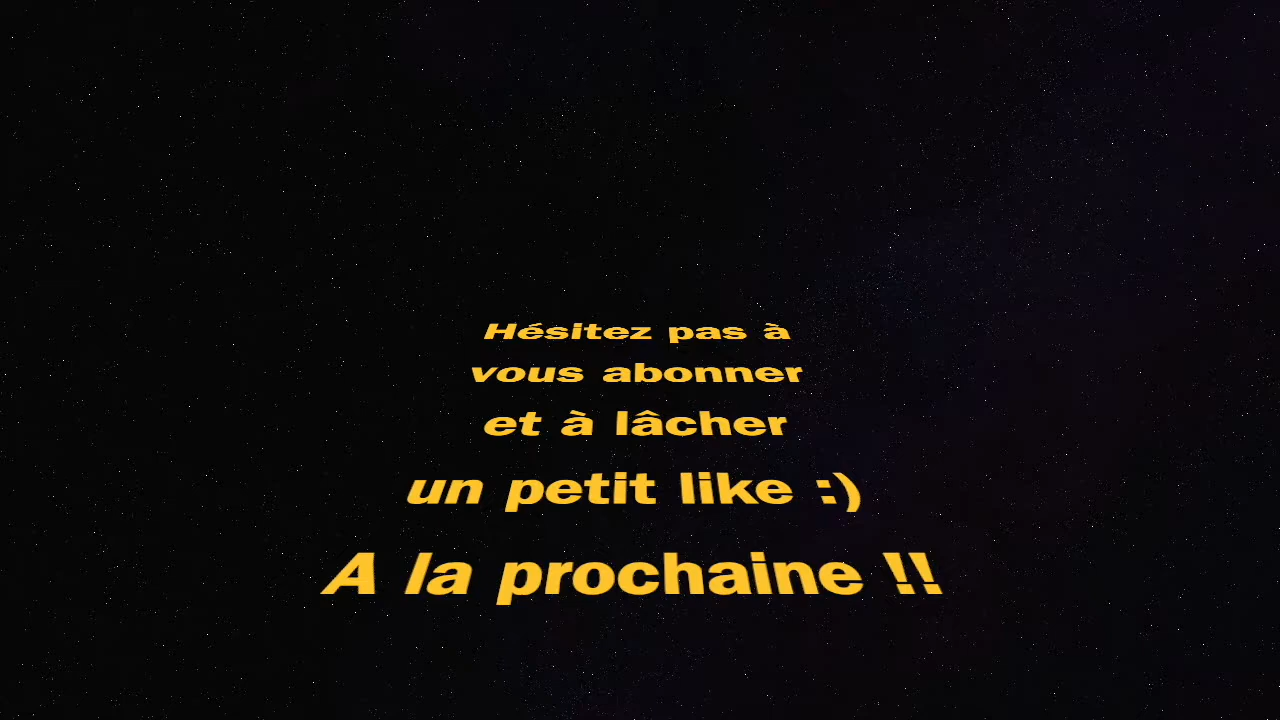 Hésitez pas à
vous abonner
et à lâcher
un petit like :)
A la prochaine !!